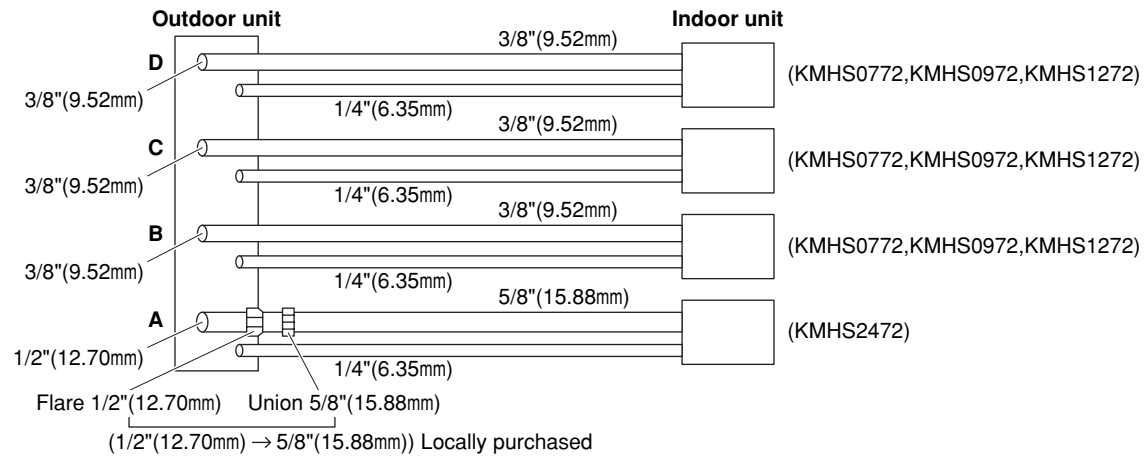 Outdoor unit Indoor unit
3/8"(9.52mm)
D
(KMHS0772,KMHS0972,KMHS1272)
3/8"(9.52mm)
1/4"(6.35mm)
3/8"(9.52mm)
C
(KMHS0772,KMHS0972,KMHS1272)
3/8"(9.52mm)
1/4"(6.35mm)
3/8"(9.52mm)
B
(KMHS0772,KMHS0972,KMHS1272)
3/8"(9.52mm)
1/4"(6.35mm)
5/8"(15.88mm)
A
(KMHS2472)
1/2"(12.70mm)
1/4"(6.35mm)
Flare 1/2"(12.70mm) Union 5/8"(15.88mm)
(1/2"(12.70mm) → 5/8"(15.88mm)) Locally purchased